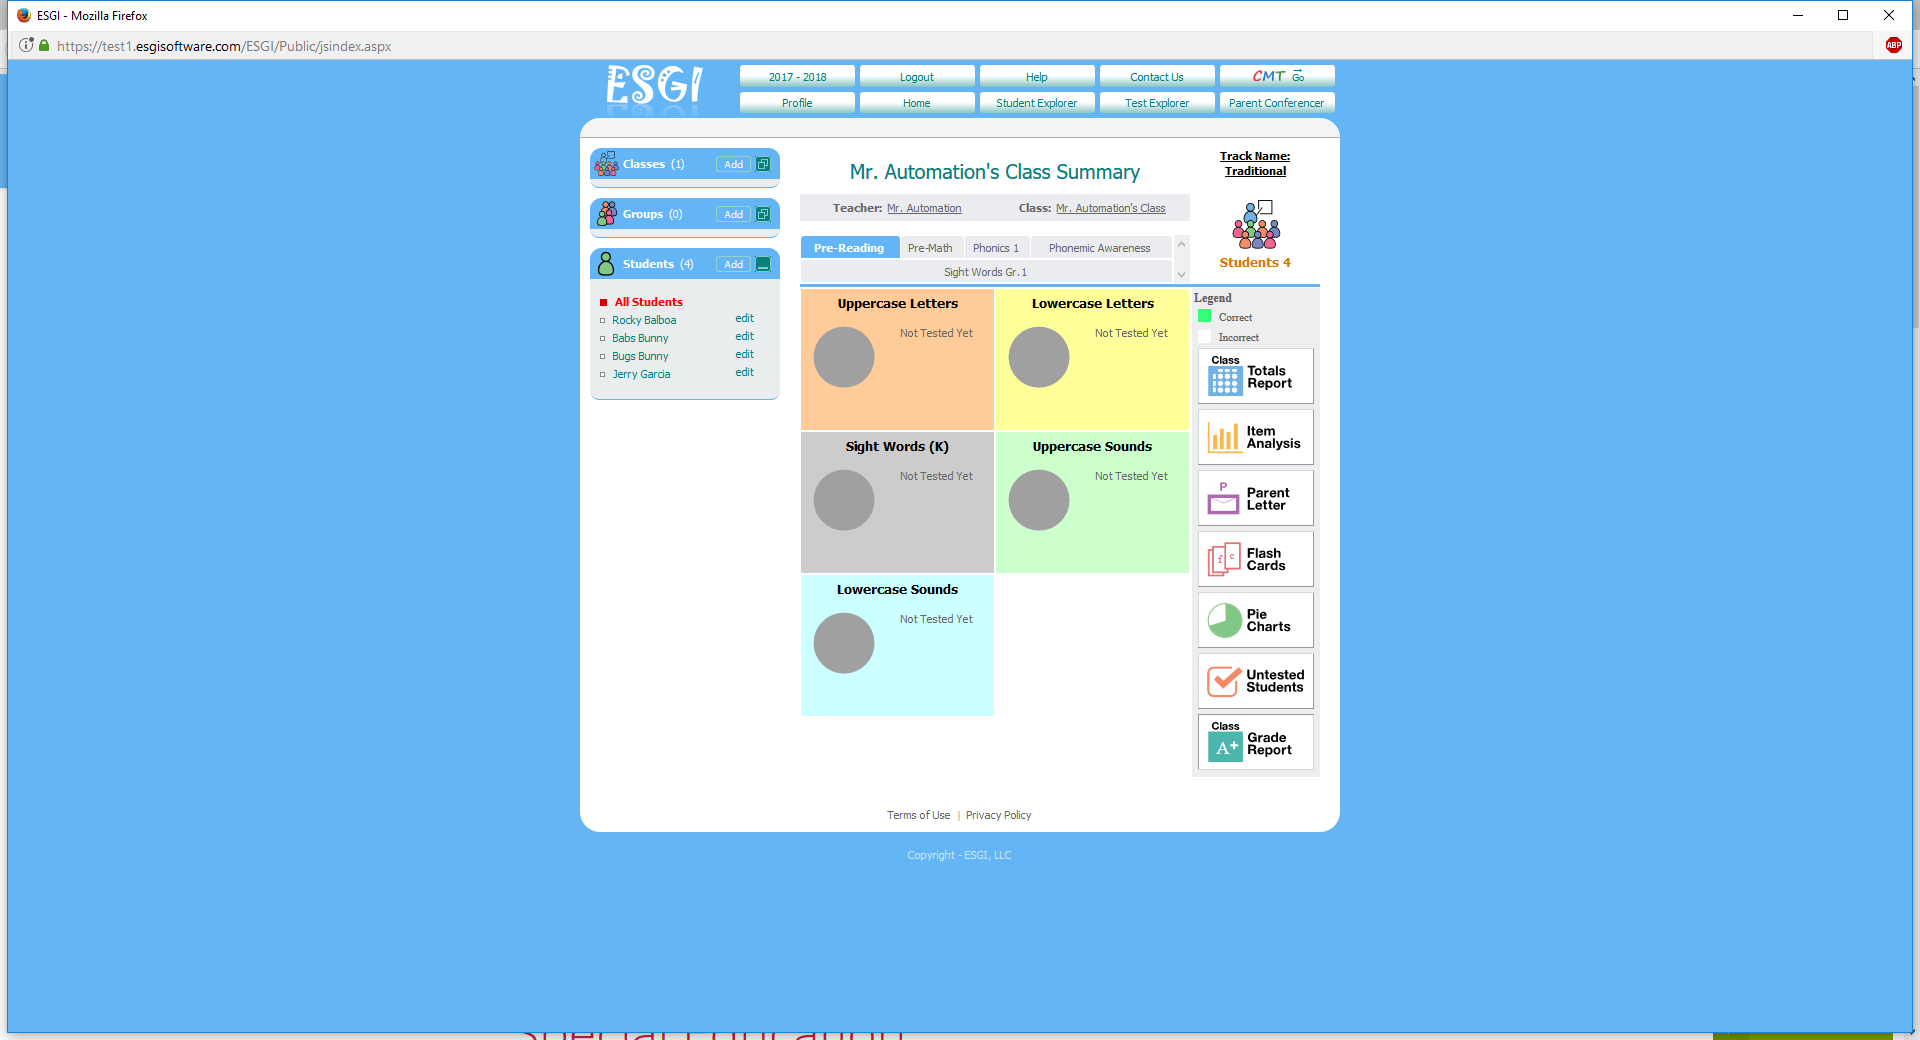 ESGI - Mozilla Firefox
https://test1.esgisoftware.com/ESGI/Public/jsindex.aspx
ABP
ESGI
2017 - 2018
Logout
Help
Contact Us
CMT Go
Profile
Home
Student Explorer
Test Explorer
Parent Conferencer
Classes (1)
Add
Groups (0)
Add
Students (4)
Add
All Students
Rocky Balboa edit
Babs Bunny edit
Bugs Bunny edit
Jerry Garcia edit
Mr. Automation's Class Summary
Teacher: Mr. Automation Class: Mr. Automation's Class
Pre-Reading
Pre-Math
Phonics 1
Phonemic Awareness
Sight Words Gr.1
Uppercase Letters
Not Tested Yet
Lowercase Letters
Not Tested Yet
Sight Words (K)
Not Tested Yet
Uppercase Sounds
Not Tested Yet
Lowercase Sounds
Not Tested Yet
Track Name:
Traditional
Students 4
Legend
Correct
Incorrect
Class
Totals
Report
Item
Analysis
P
Parent
Letter
f c
Flash
Cards
Pie
Charts
Untested
Students
Class
A+
Grade
Report
Terms of Use | Privacy Policy
Copyright - ESGI, LLC
Special Education